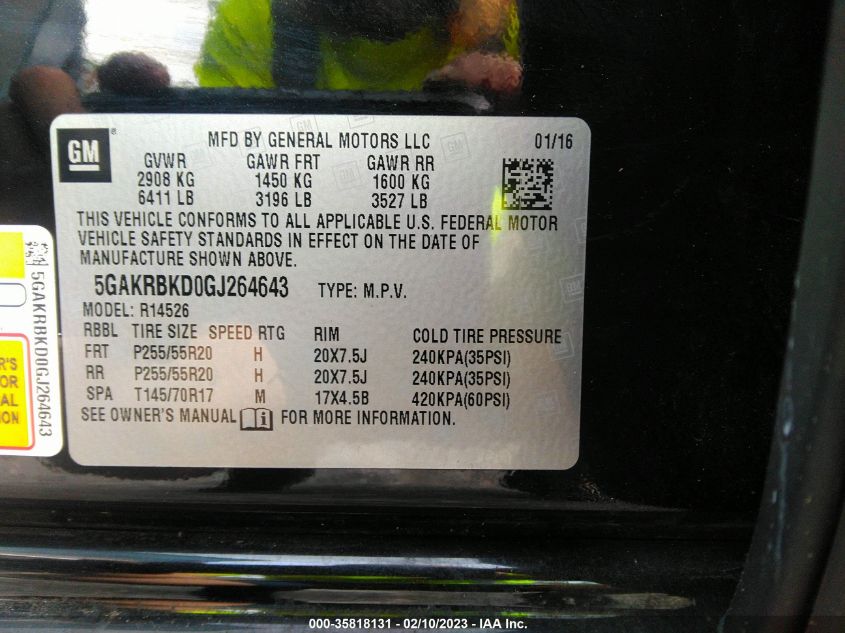 GM
MFD BY GENERAL MOTORS LLC 01/16
GVWR GAWR FRT GAWR RR
2908 KG 1450 KG 1600 KG
6411 LB 3196 LB 3527 LB
THIS VEHICLE CONFORMS TO ALL APPLICABLE U.S. FEDERAL MOTOR
VEHICLE SAFETY STANDARDS IN EFFECT ON THE DATE OF
MANUFACTURE SHOWN ABOVE.
5GAKRBKD0GJ264643 TYPE: M.P.V.
MODEL: R14526
RBBL TIRE SIZE SPEED RTG RIM COLD TIRE PRESSURE
FRT P255/55R20 H 20X7.5J 240KPA(35PSI)
RR P255/55R20 H 20X7.5J 240KPA(35PSI)
SPA T145/70R17 M 17X4.5B 420KPA(60PSI)
SEE OWNER'S MANUAL FOR MORE INFORMATION.
5GAKRBKD0GJ264643
000-35818131 - 02/10/2023 - IAA Inc.